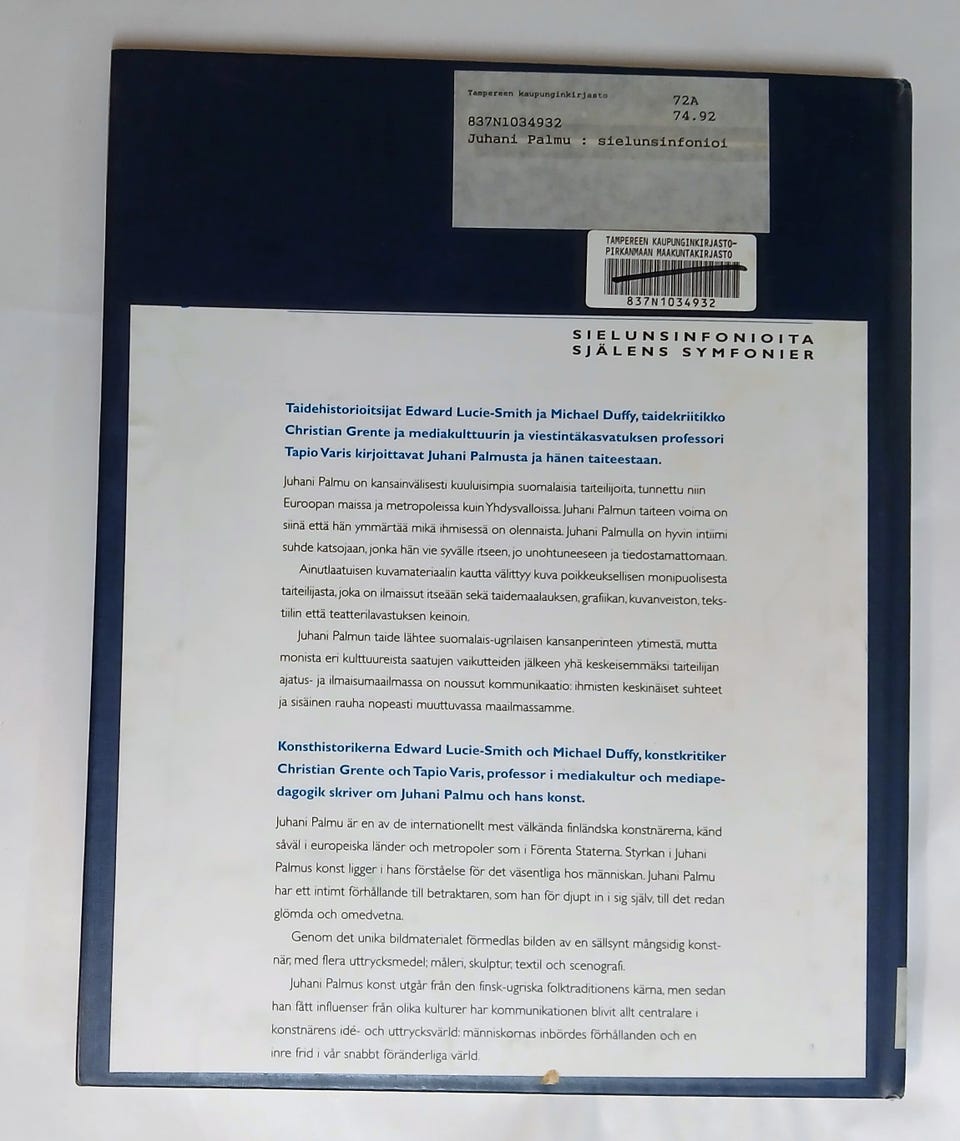 Tampereen kaupunginkirjasto
72A
74.92
837N1034932
Juhani Palmu : sielunsinfonioi
TAMPEREEN KAUPUNGINKIRJASTO-
PIRKANMAAN MAAKUNTAKIRJASTO
837N1034932
SIELUNSINFONIOITA
SJÄLENS SYMFONIER
Taidehistorioitsijat Edward Lucie-Smith ja Michael Duffy, taidekriitikko
Christian Grente ja mediakulttuurin ja viestintäkasvatuksen professori
Tapio Varis kirjoittavat Juhani Palmusta ja hänen taiteestaan.
Juhani Palmu on kansainvälisesti kuuluisimpia suomalaisia taiteilijoita, tunnettu niin
Euroopan maissa ja metropoleissa kuin Yhdysvalloissa. Juhani Palmun taiteen voima on
siinä että hän ymmärtää mikä ihmisessä on olennaista. Juhani Palmulla on hyvin intiimi
suhde katsojaan, jonka hän vie syvälle itseen, jo unohtuneeseen ja tiedostamattomaan.
Ainutlaatuisen kuvamateriaalin kautta välittyy kuva poikkeuksellisen monipuolisesta
taiteilijasta, joka on ilmaissut itseään sekä taidemaalauksen, grafiikan, kuvanveiston, teks-
tiilin että teatterilavastuksen keinoin.
Juhani Palmun taide lähtee suomalais-ugrilaisen kansanperinteen ytimestä, mutta
monista eri kulttuureista saatujen vaikutteiden jälkeen yhä keskeisemmäksi taiteilijan
ajatus- ja ilmaisumaailmassa on noussut kommunikaatio: ihmisten keskinäiset suhteet
ja sisäinen rauha nopeasti muuttuvassa maailmassamme.
Konsthistorikerna Edward Lucie-Smith och Michael Duffy, konstkritiker
Christian Grente och Tapio Varis, professor i mediakultur och mediape-
dagogik skriver om Juhani Palmu och hans konst.
Juhani Palmu är en av de internationellt mest välkända finländska konstnärerna, känd
såväl i europeiska länder och metropoler som i Förenta Staterna. Styrkan i Juhani
Palmus konst ligger i hans förståelse för det väsentliga hos människan. Juhani Palmu
har ett intimt förhållande till betraktaren, som han för djupt in i sig själv, till det redan
glömda och omedvetna.
Genom det unika bildmaterialet förmedlas bilden av en sällsynt mångsidig konst-
när, med flera uttrycksmedel; måleri, skulptur, textil och scenografi.
Juhani Palmus konst utgår från den finsk-ugriska folktraditionens kärna, men sedan
han fått influenser från olika kulturer har kommunikationen blivit allt centralare i
konstnärens idé- och uttrycksvärld: människornas inbördes förhållanden och en
inre frid i vår snabbt föränderliga värld.